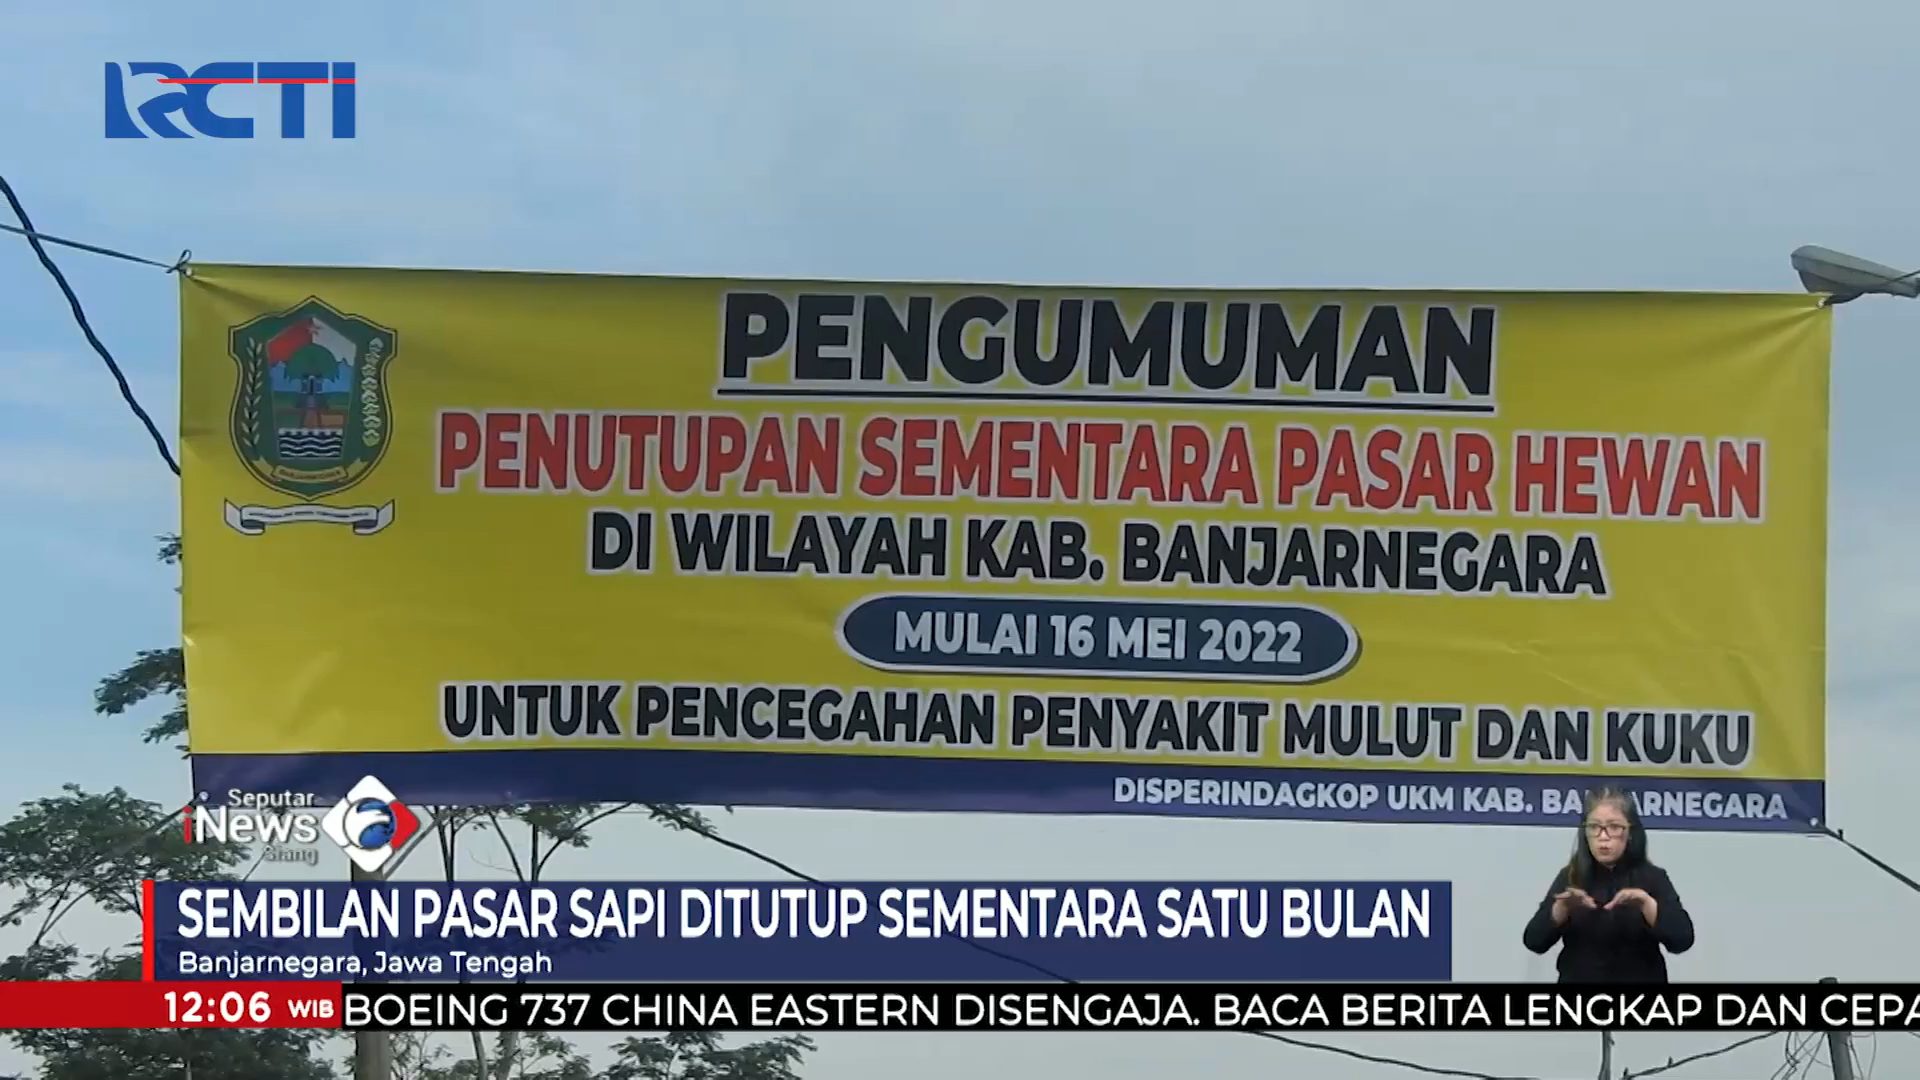 RCTI
PENGUMUMAN
PENUTUPAN SEMENTARA PASAR HEWAN
DI WILAYAH KAB. BANJARNEGARA
MULAI 16 MEI 2022
UNTUK PENCEGAHAN PENYAKIT MULUT DAN KUKU
DISPERINDAGKOP UKM KAB. BANJARNEGARA
Seputar
iNews
Siang
SEMBILAN PASAR SAPI DITUTUP SEMENTARA SATU BULAN
Banjarnegara, Jawa Tengah
12:06 WIB BOEING 737 CHINA EASTERN DISENGAJA. BACA BERITA LENGKAP DAN CEPA